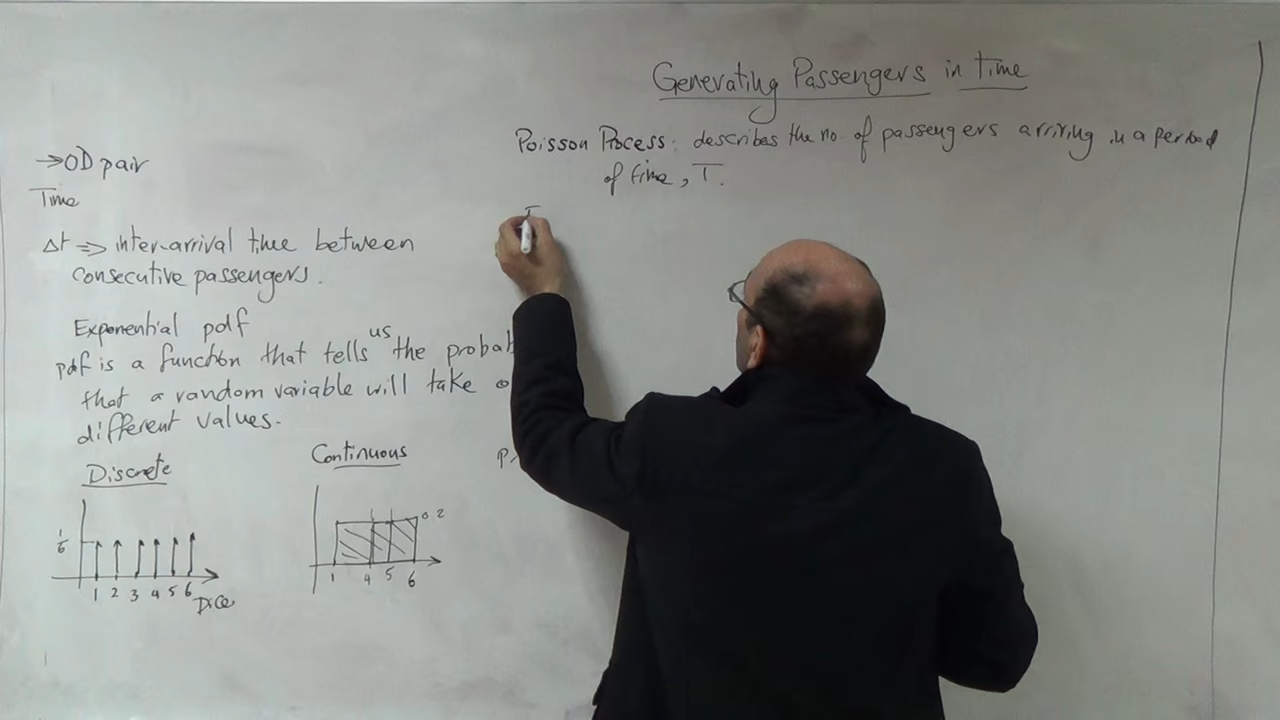 Generating Passengers in time
Poisson Process: describes the no. of passengers arriving in a period
of time, T.
→OD pair
Time
Δt ⇒ inter-arrival time between
consecutive passengers.
Exponential pdf
us
pdf is a function that tells the probab
that a random variable will take o
different values.
Discrete
1/6
1 2 3 4 5 6
Dice
Continuous
0.2
1 4 5 6